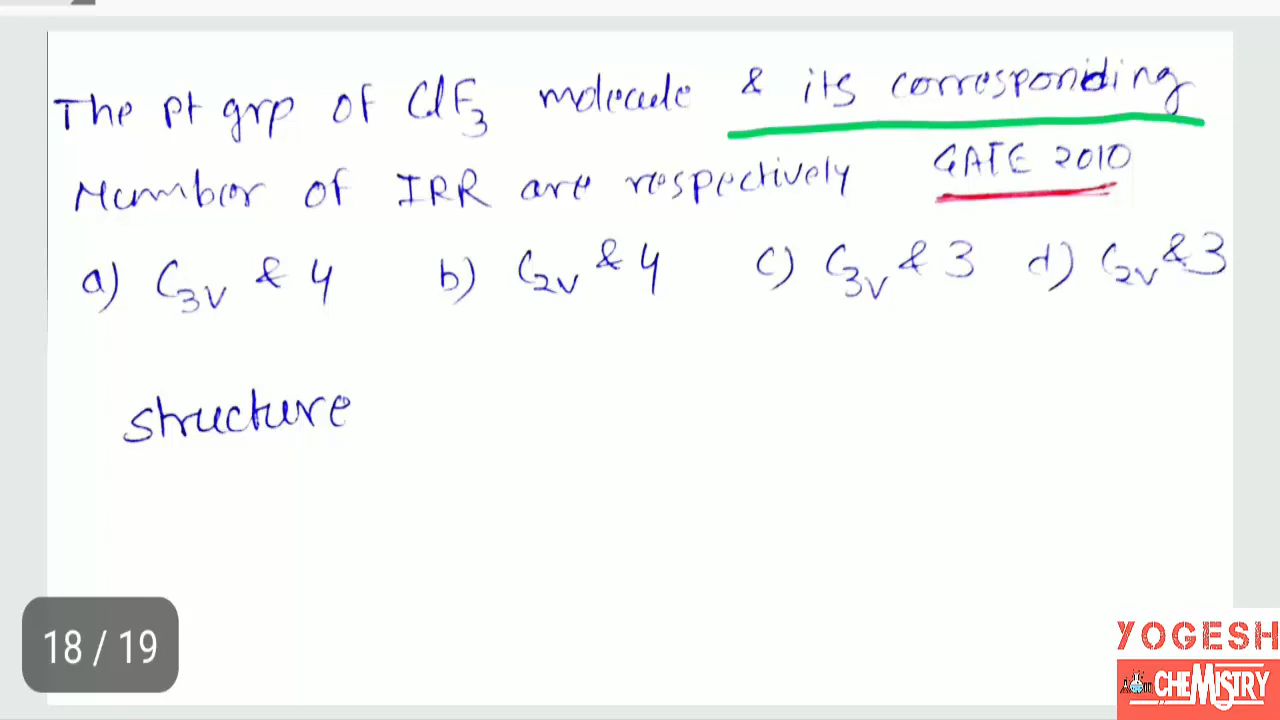 The pt grp of ClF3 molecule & its corresponding
Number of IRR are respectively GATE 2010
a) C3v & 4 b) C2v & 4 c) C3v & 3 d) C2v & 3
structure
18 / 19
YOGESH
CHEMISTRY